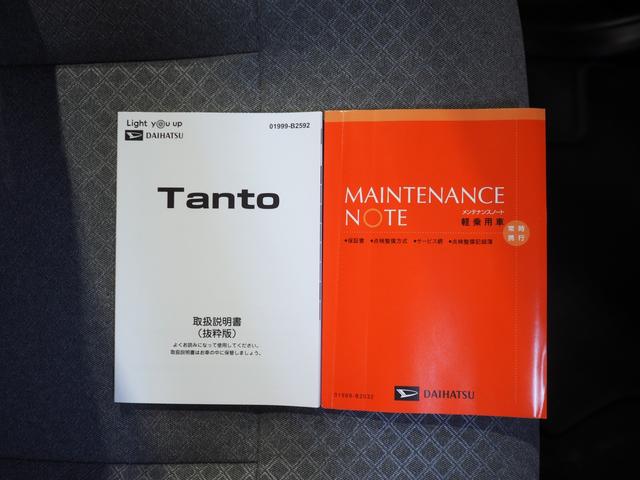 Light you up
DAIHATSU
01999-B2592
Tanto
取扱説明書
(抜粋版)
よくお読みになって使用してください。
取扱説明書はお車の中に保管しましょう。
MAINTENANCE
NOTE
メンテナンスノート
軽乗用車
常時
携行
•保証書 •点検整備方式 •サービス網 •点検整備記録簿
01999-B2032
DAIHATSU